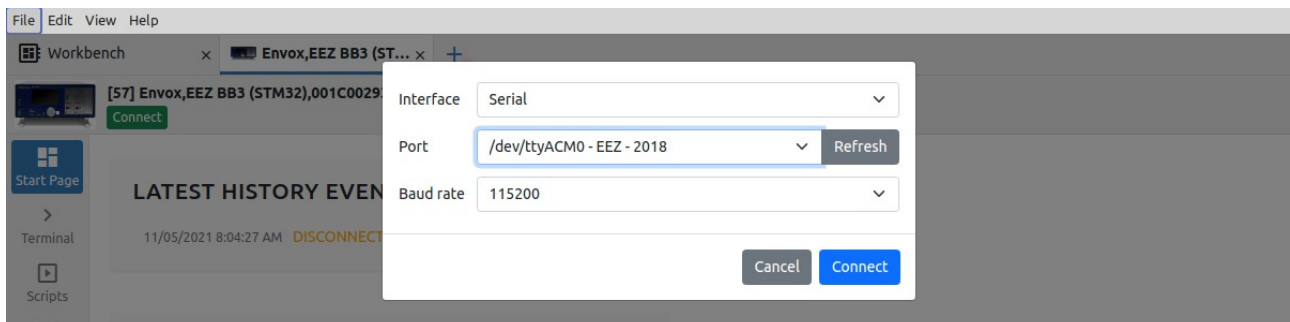 File Edit View Help
Workbench × Envox,EEZ BB3 (ST... × +
[57] Envox,EEZ BB3 (STM32),001C0029
Connect
Interface Serial
Port /dev/ttyACM0 - EEZ - 2018 Refresh
Baud rate 115200
Cancel Connect
Start Page
LATEST HISTORY EVEN
11/05/2021 8:04:27 AM DISCONNECT
Terminal
Scripts